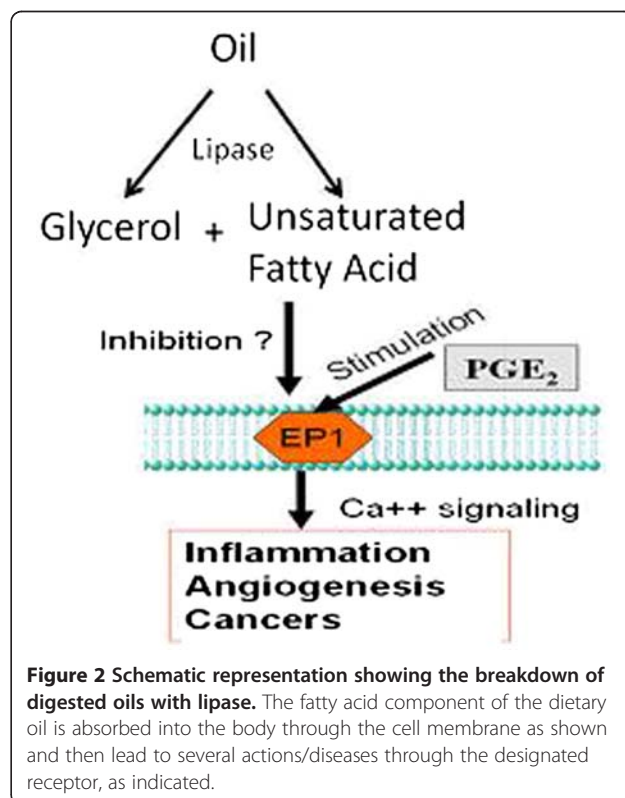 Oil
Lipase
Glycerol + Unsaturated
Fatty Acid
Inhibition ?
Stimulation
PGE₂
EP1
Ca++ signaling
Inflammation
Angiogenesis
Cancers
Figure 2 Schematic representation showing the breakdown of
digested oils with lipase. The fatty acid component of the dietary
oil is absorbed into the body through the cell membrane as shown
and then lead to several actions/diseases through the designated
receptor, as indicated.